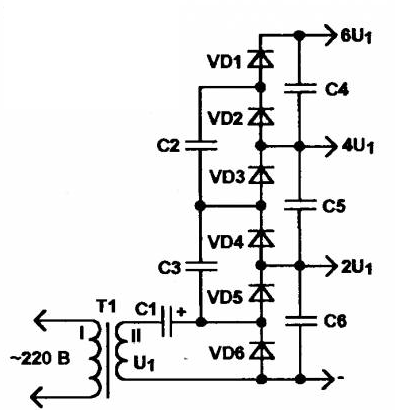 VD1
6U1
C4
VD2
C2
4U1
VD3
C5
VD4
C3
2U1
VD5
T1
C1 +
I
II
C6
~220 В
U1
VD6
-